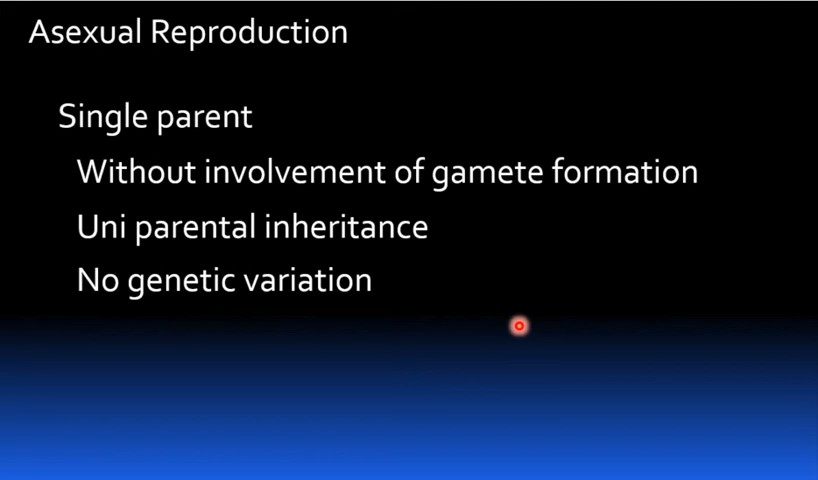 Asexual Reproduction
Single parent
Without involvement of gamete formation
Uni parental inheritance
No genetic variation